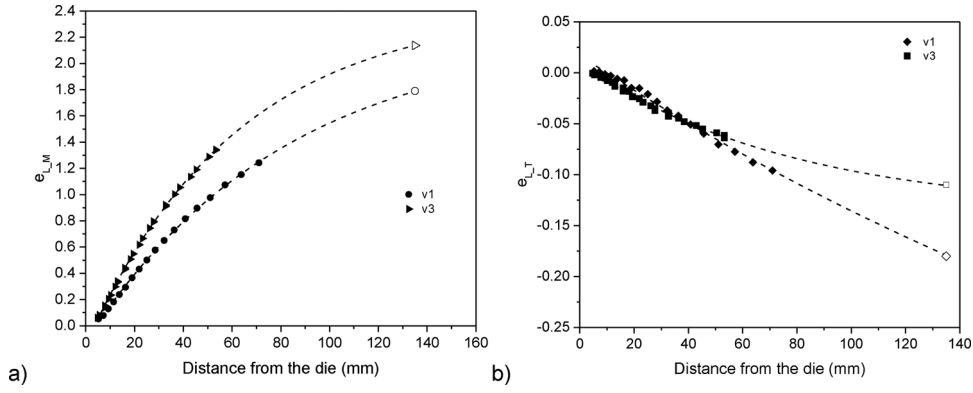 2.4
2.2
2.0
1.8
1.6
1.4
1.2
1.0
0.8
0.6
0.4
0.2
0.0
e_L_M
v1
v3
0 20 40 60 80 100 120 140 160
Distance from the die (mm)
a)
0.05
0.00
-0.05
-0.10
-0.15
-0.20
-0.25
e_L_T
v1
v3
0 20 40 60 80 100 120 140
Distance from the die (mm)
b)